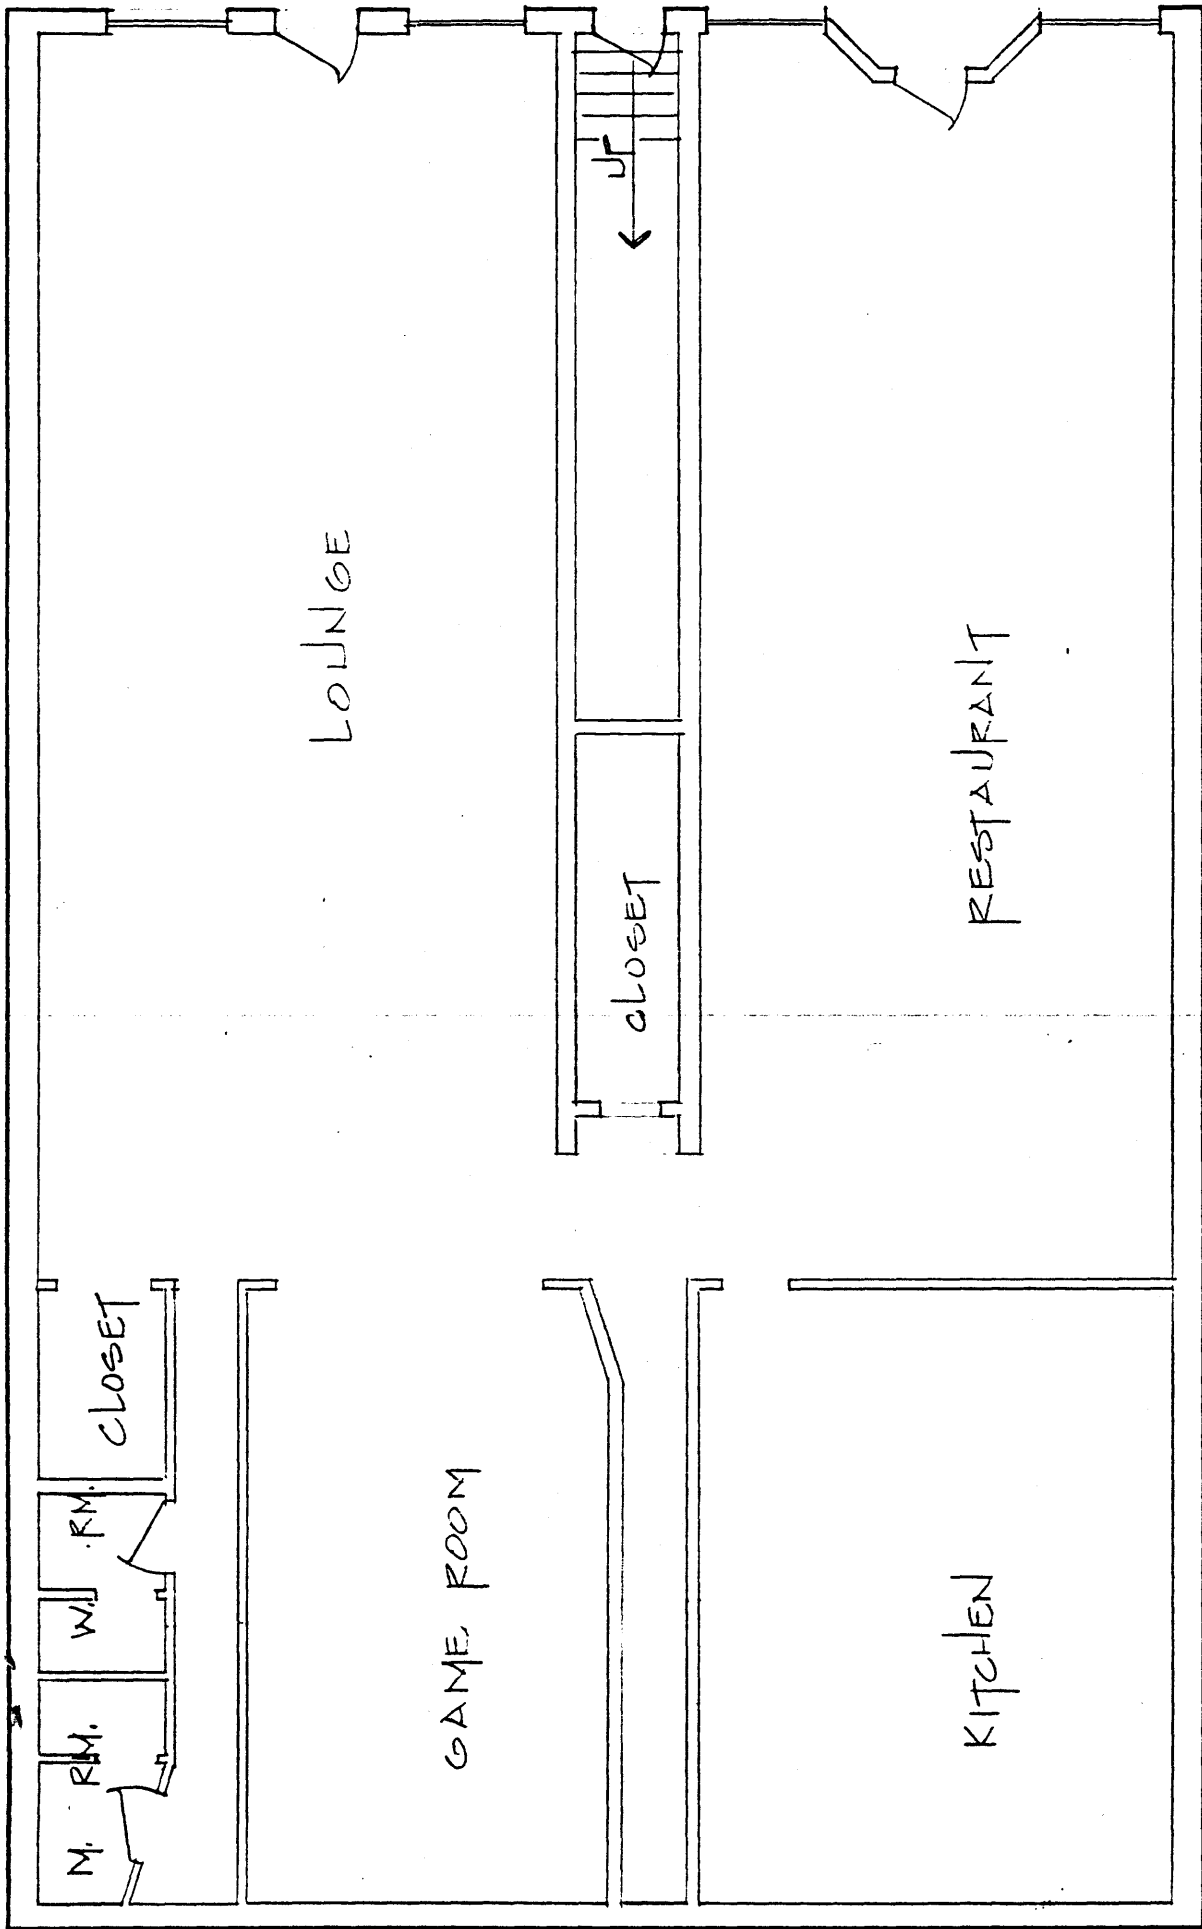 M. RM.
W. RM.
CLOSET
LOUNGE
GAME ROOM
UP
CLOSET
KITCHEN
RESTAURANT